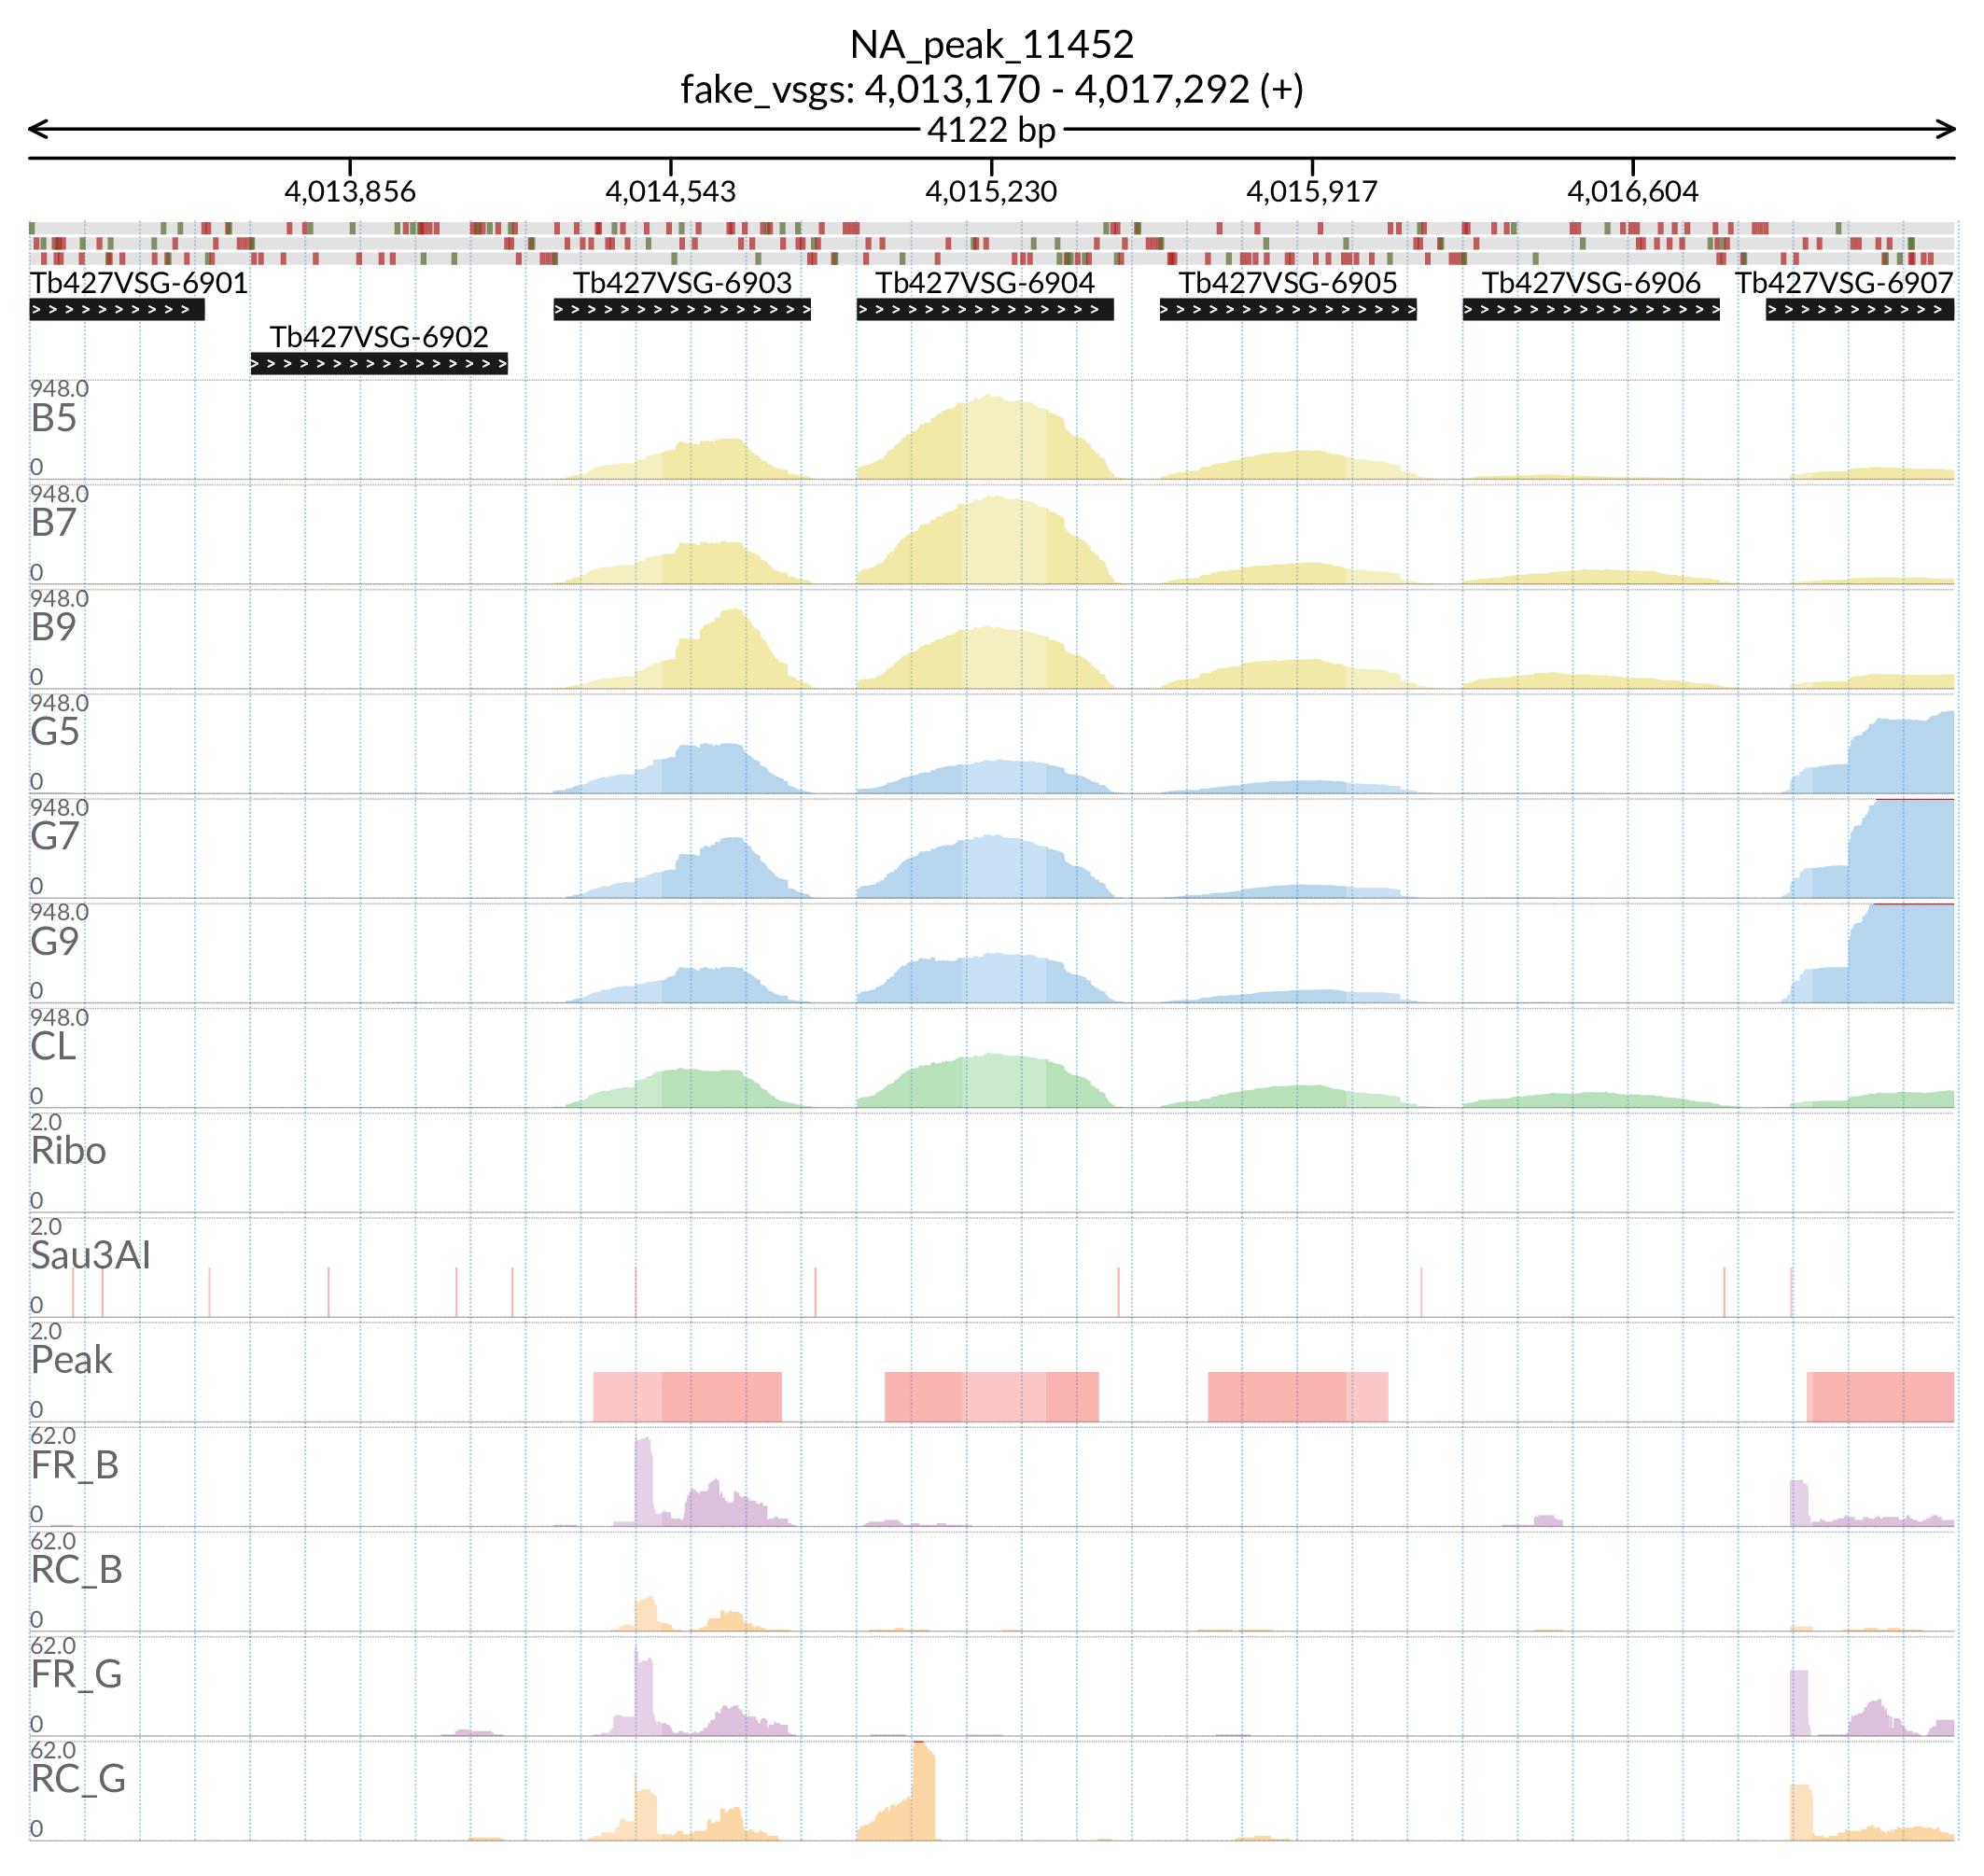 NA_peak_11452
fake_vsgs: 4,013,170 - 4,017,292 (+)
4122 bp
4,013,856 4,014,543 4,015,230 4,015,917 4,016,604
Tb427VSG-6901 Tb427VSG-6903 Tb427VSG-6904 Tb427VSG-6905 Tb427VSG-6906 Tb427VSG-6907
Tb427VSG-6902
948.0
B5
0
948.0
B7
0
948.0
B9
0
948.0
G5
0
948.0
G7
0
948.0
G9
0
948.0
CL
0
2.0
Ribo
0
2.0
Sau3AI
0
2.0
Peak
0
62.0
FR_B
0
62.0
RC_B
0
62.0
FR_G
0
62.0
RC_G
0